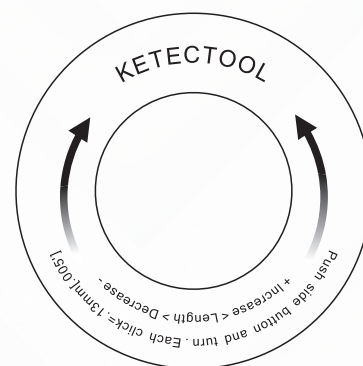 KETECTOOL
+ Increase < Length > Decrease -
Push side button and turn . Each click=.13mm[.005']